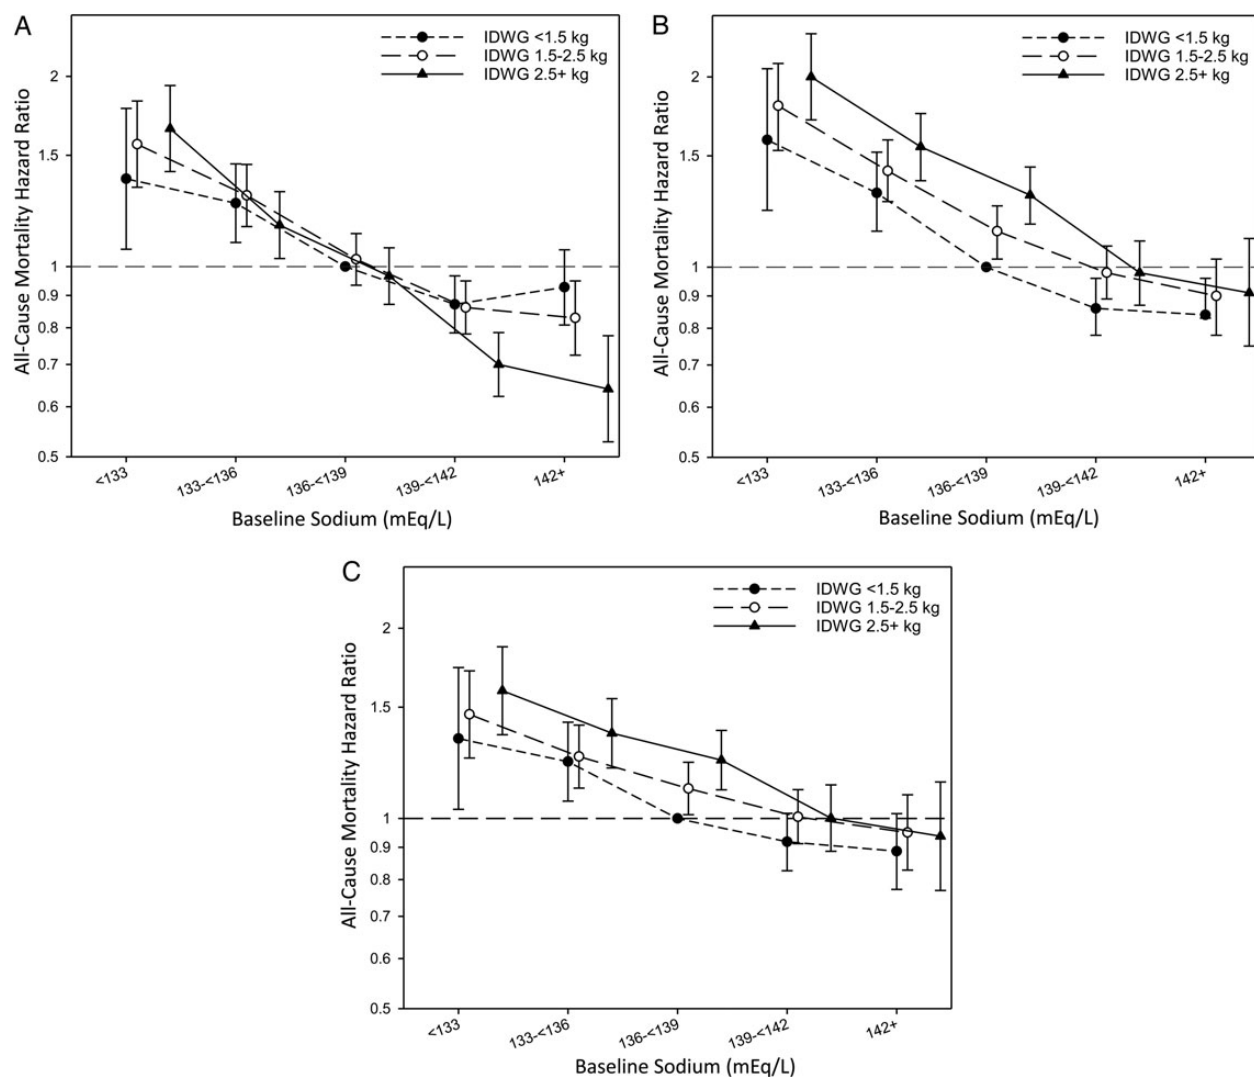 A
IDWG <1.5 kg
IDWG 1.5-2.5 kg
IDWG 2.5+ kg
All-Cause Mortality Hazard Ratio
2
1.5
1
0.9
0.8
0.7
0.6
0.5
<133
133-<136
136-<139
139-<142
142+
Baseline Sodium (mEq/L)
B
IDWG <1.5 kg
IDWG 1.5-2.5 kg
IDWG 2.5+ kg
All-Cause Mortality Hazard Ratio
2
1.5
1
0.9
0.8
0.7
0.6
0.5
<133
133-<136
136-<139
139-<142
142+
Baseline Sodium (mEq/L)
C
IDWG <1.5 kg
IDWG 1.5-2.5 kg
IDWG 2.5+ kg
All-Cause Mortality Hazard Ratio
2
1.5
1
0.9
0.8
0.7
0.6
0.5
<133
133-<136
136-<139
139-<142
142+
Baseline Sodium (mEq/L)